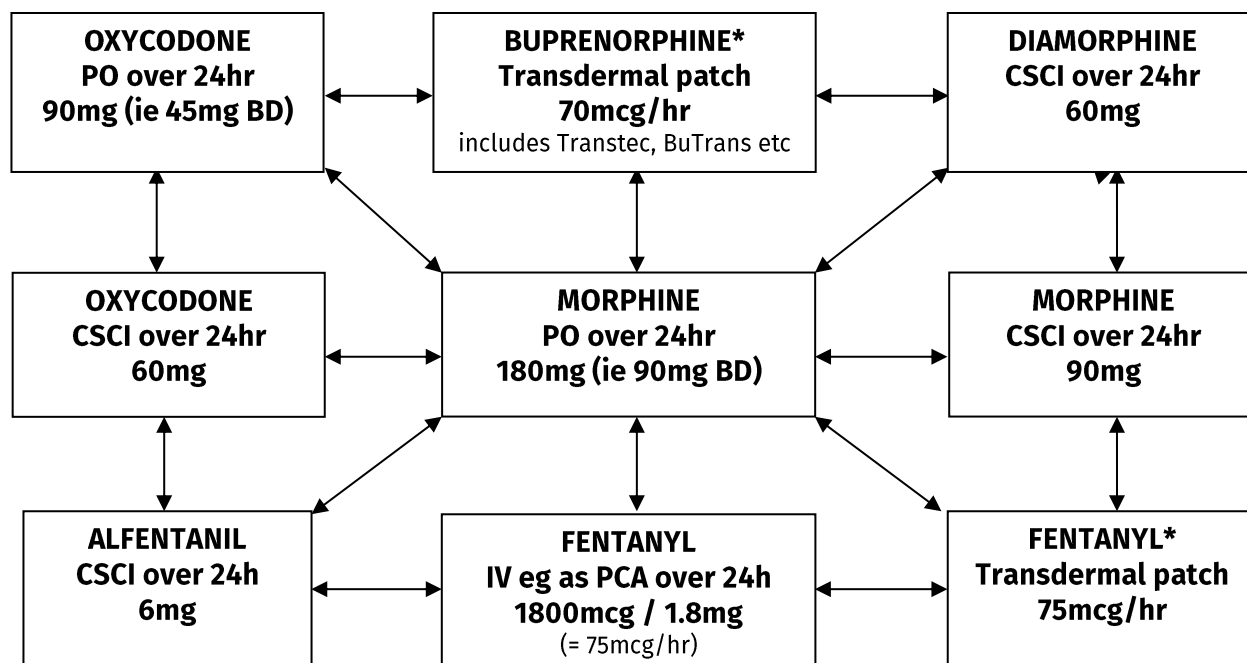 OXYCODONE
PO over 24hr
90mg (ie 45mg BD)
BUPRENORPHINE*
Transdermal patch
70mcg/hr
includes Transtec, BuTrans etc
DIAMORPHINE
CSCI over 24hr
60mg
OXYCODONE
CSCI over 24hr
60mg
MORPHINE
PO over 24hr
180mg (ie 90mg BD)
MORPHINE
CSCI over 24hr
90mg
ALFENTANIL
CSCI over 24h
6mg
FENTANYL
IV eg as PCA over 24h
1800mcg / 1.8mg
(= 75mcg/hr)
FENTANYL*
Transdermal patch
75mcg/hr